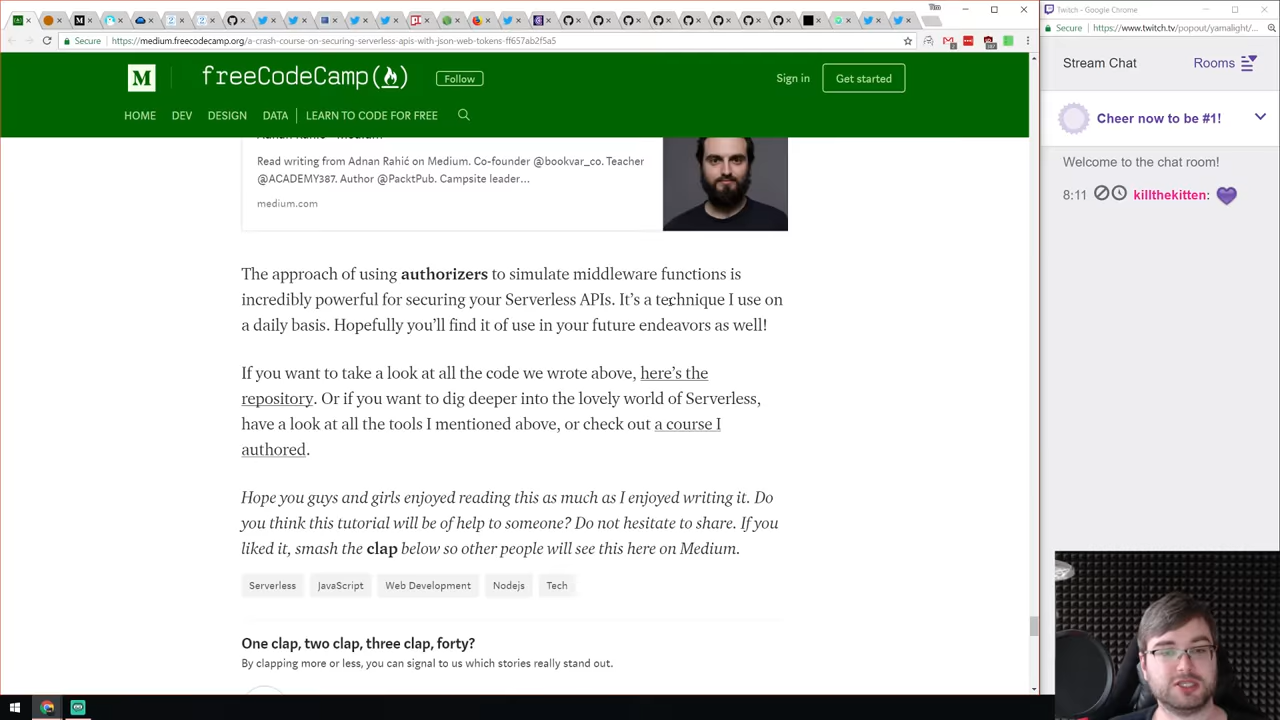 Tim
Secure https://medium.freecodecamp.org/a-crash-course-on-securing-serverless-apis-with-json-web-tokens-ff657ab2f5a5
M freeCodeCamp Follow
Sign in Get started
HOME DEV DESIGN DATA LEARN TO CODE FOR FREE
Read writing from Adnan Rahić on Medium. Co-founder @bookvar_co. Teacher
@ACADEMY387. Author @PacktPub. Campsite leader…
medium.com
The approach of using authorizers to simulate middleware functions is
incredibly powerful for securing your Serverless APIs. It’s a technique I use on
a daily basis. Hopefully you’ll find it of use in your future endeavors as well!
If you want to take a look at all the code we wrote above, here’s the
repository. Or if you want to dig deeper into the lovely world of Serverless,
have a look at all the tools I mentioned above, or check out a course I
authored.
Hope you guys and girls enjoyed reading this as much as I enjoyed writing it. Do
you think this tutorial will be of help to someone? Do not hesitate to share. If you
liked it, smash the clap below so other people will see this here on Medium.
Serverless JavaScript Web Development Nodejs Tech
One clap, two clap, three clap, forty?
By clapping more or less, you can signal to us which stories really stand out.
Twitch - Google Chrome
Secure https://www.twitch.tv/popout/yamalight/...
Stream Chat Rooms
Cheer now to be #1!
Welcome to the chat room!
8:11 killthekitten: